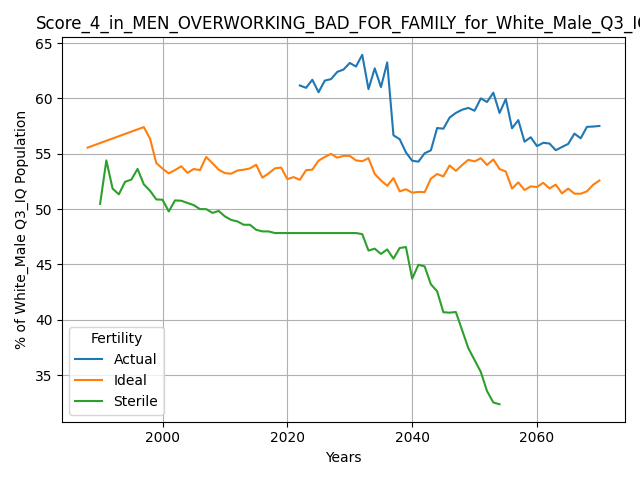 Score_4_in_MEN_OVERWORKING_BAD_FOR_FAMILY_for_White_Male_Q3_IQ
65
60
55
50
45
40
35
% of White_Male Q3_IQ Population
Fertility
Actual
Ideal
Sterile
2000
2020
2040
2060
Years